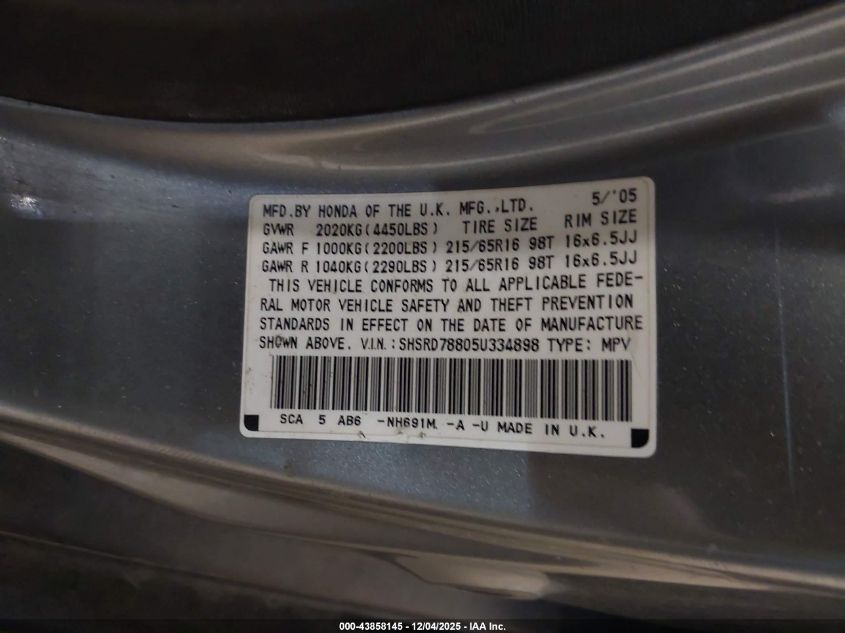 MFD.BY HONDA OF THE U.K. MFG.,LTD. 5/'05
GVWR 2020KG(4450LBS) TIRE SIZE RIM SIZE
GAWR F 1000KG(2200LBS) 215/65R16 98T 16x6.5JJ
GAWR R 1040KG(2290LBS) 215/65R16 98T 16x6.5JJ
THIS VEHICLE CONFORMS TO ALL APPLICABLE FEDE-
RAL MOTOR VEHICLE SAFETY AND THEFT PREVENTION
STANDARDS IN EFFECT ON THE DATE OF MANUFACTURE
SHOWN ABOVE. V.I.N.: SHSRD78805U334898 TYPE: MPV
SCA 5 AB6 -NH691M. -A -U MADE IN U.K.
000-43858145 - 12/04/2025 - IAA Inc.